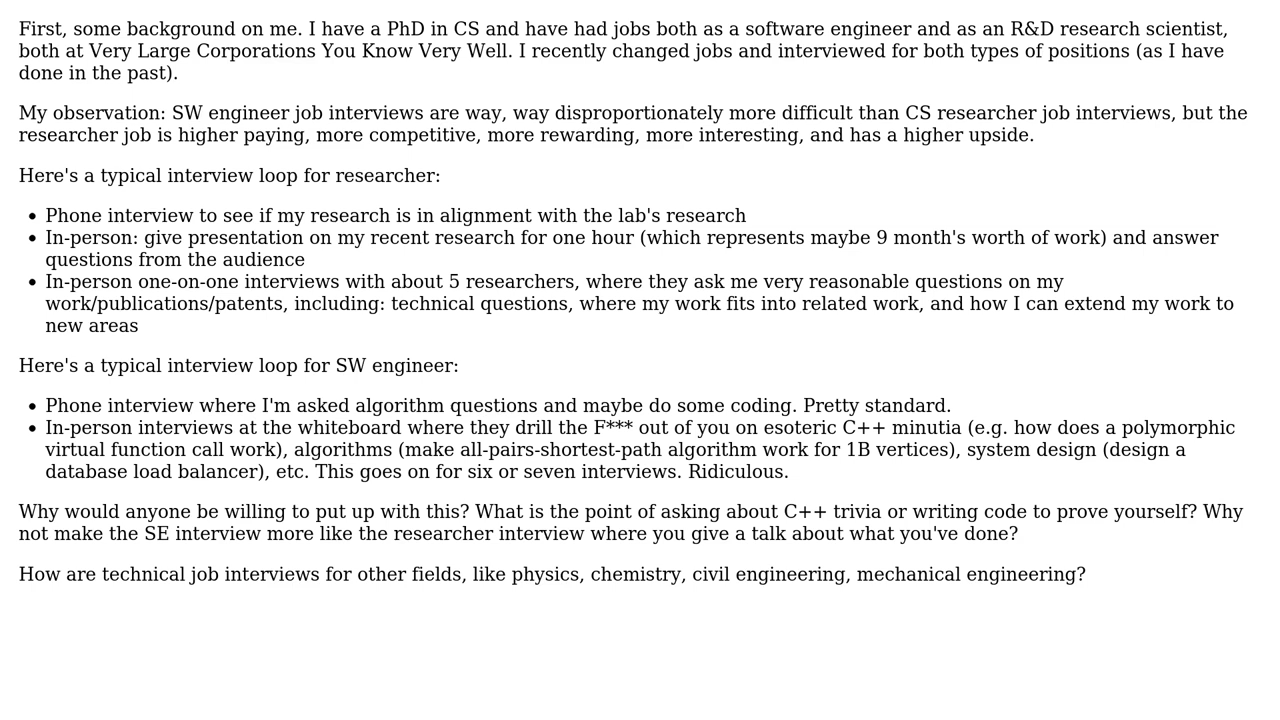 First, some background on me. I have a PhD in CS and have had jobs both as a software engineer and as an R&D research scientist,
both at Very Large Corporations You Know Very Well. I recently changed jobs and interviewed for both types of positions (as I have
done in the past).
My observation: SW engineer job interviews are way, way disproportionately more difficult than CS researcher job interviews, but the
researcher job is higher paying, more competitive, more rewarding, more interesting, and has a higher upside.
Here's a typical interview loop for researcher:
• Phone interview to see if my research is in alignment with the lab's research
• In-person: give presentation on my recent research for one hour (which represents maybe 9 month's worth of work) and answer
questions from the audience
• In-person one-on-one interviews with about 5 researchers, where they ask me very reasonable questions on my
work/publications/patents, including: technical questions, where my work fits into related work, and how I can extend my work to
new areas
Here's a typical interview loop for SW engineer:
• Phone interview where I'm asked algorithm questions and maybe do some coding. Pretty standard.
• In-person interviews at the whiteboard where they drill the F*** out of you on esoteric C++ minutia (e.g. how does a polymorphic
virtual function call work), algorithms (make all-pairs-shortest-path algorithm work for 1B vertices), system design (design a
database load balancer), etc. This goes on for six or seven interviews. Ridiculous.
Why would anyone be willing to put up with this? What is the point of asking about C++ trivia or writing code to prove yourself? Why
not make the SE interview more like the researcher interview where you give a talk about what you've done?
How are technical job interviews for other fields, like physics, chemistry, civil engineering, mechanical engineering?